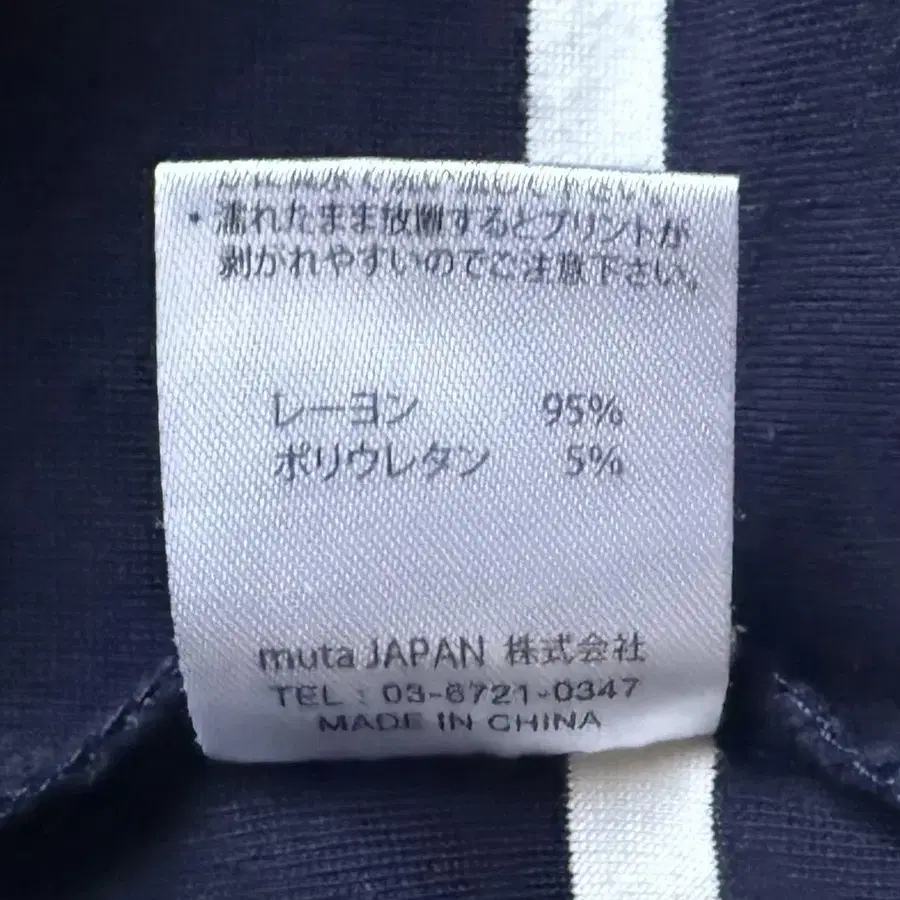 ・濡れたまま放置するとプリントが
剥がれやすいのでご注意下さい。
レーヨン 95%
ポリウレタン 5%
muta JAPAN 株式会社
TEL : 03-6721-0347
MADE IN CHINA